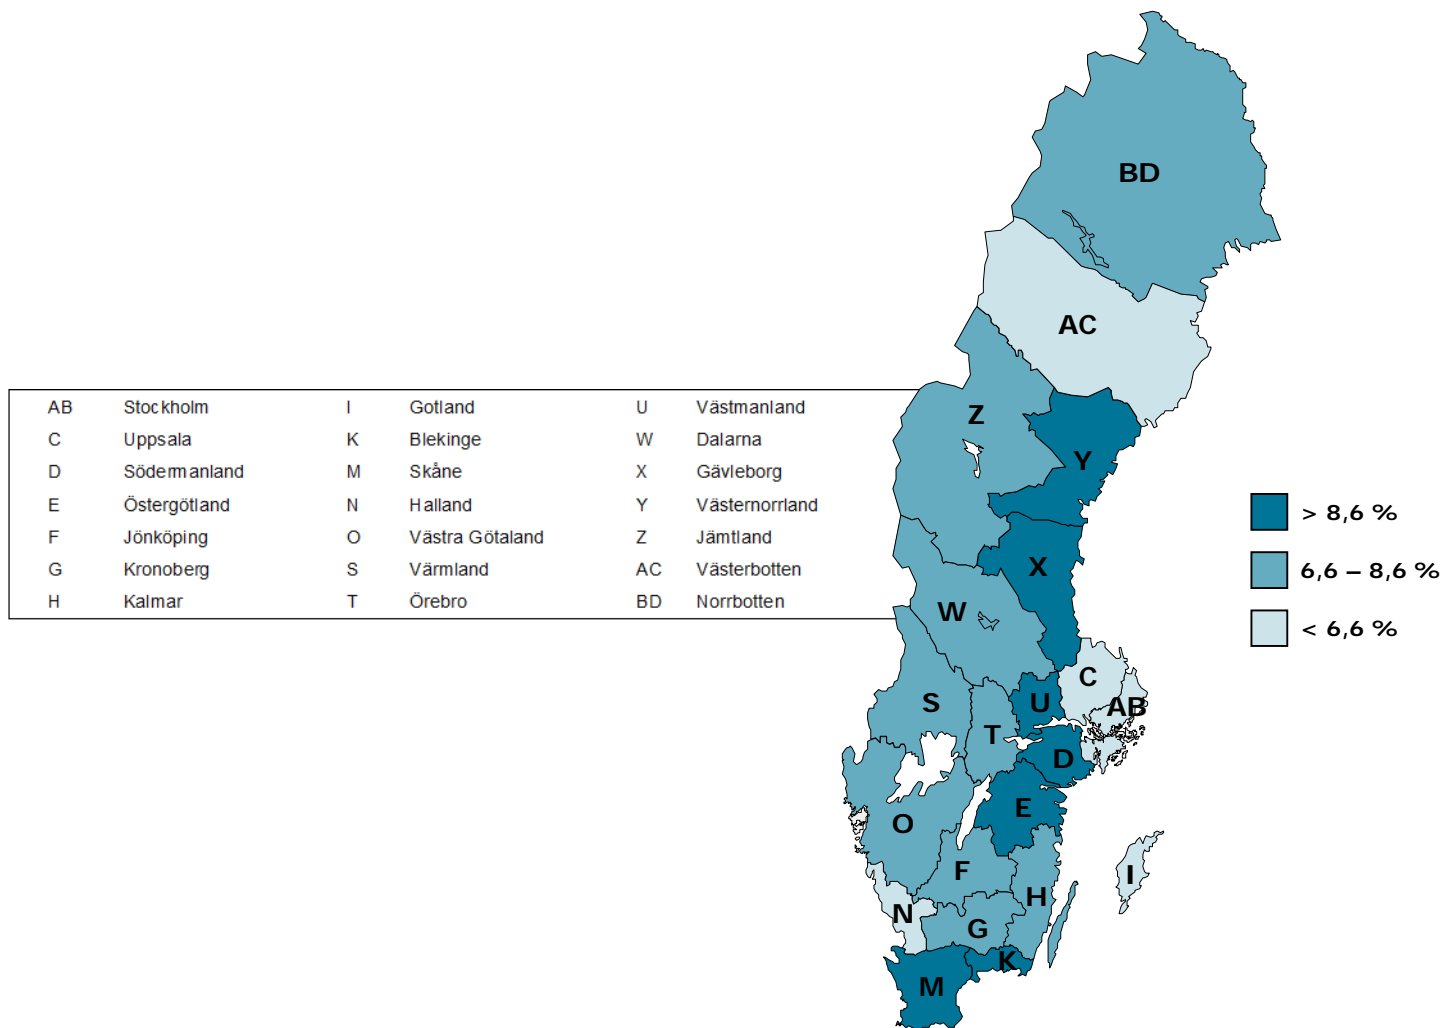 BD
AC
Z
Y
X
W
C
S
U
AB
T
D
E
O
F
I
H
N
G
K
M
AB Stockholm I Gotland U Västmanland
C Uppsala K Blekinge W Dalarna
D Södermanland M Skåne X Gävleborg
E Östergötland N Halland Y Västernorrland
F Jönköping O Västra Götaland Z Jämtland
G Kronoberg S Värmland AC Västerbotten
H Kalmar T Örebro BD Norrbotten
> 8,6 %
6,6 – 8,6 %
< 6,6 %